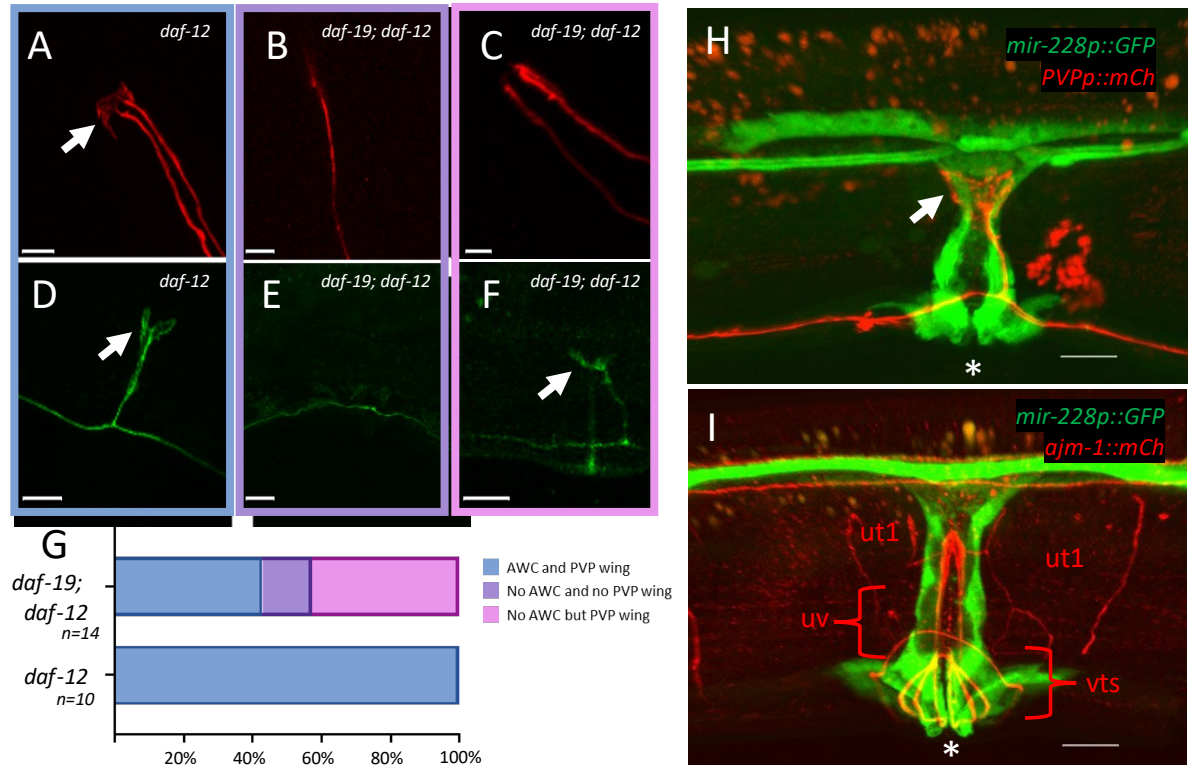 A
daf-12
B
daf-19; daf-12
C
daf-19; daf-12
D
daf-12
E
daf-19; daf-12
F
daf-19; daf-12
G
daf-19;
daf-12
n=14
daf-12
n=10
20%
40%
60%
80%
100%
AWC and PVP wing
No AWC and no PVP wing
No AWC but PVP wing
H
mir-228p::GFP
PVPp::mCh
*
I
mir-228p::GFP
ajm-1::mCh
ut1
ut1
uv
vts
*